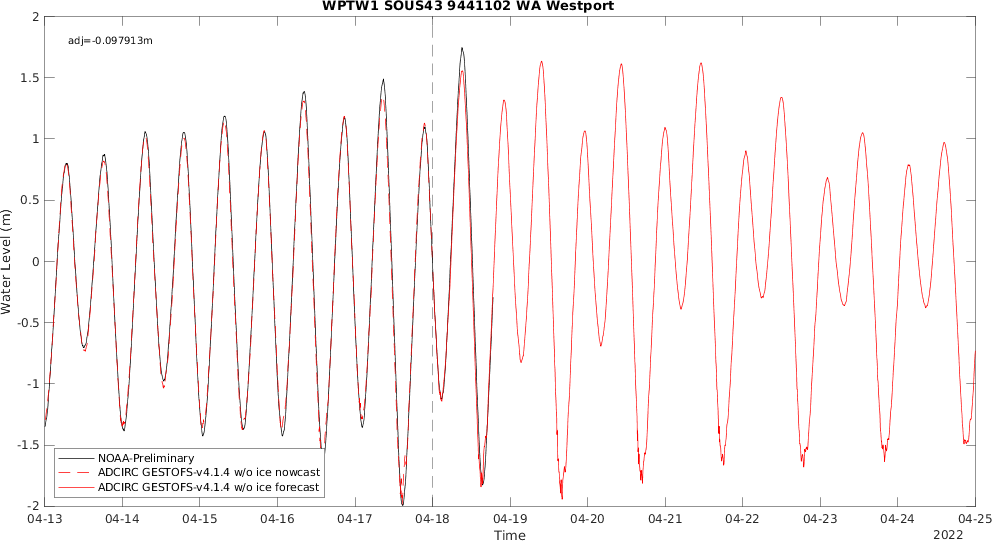 WPTW1 SOUS43 9441102 WA Westport
adj=-0.097913m
2
1.5
1
0.5
0
-0.5
-1
-1.5
-2
Water Level (m)
NOAA-Preliminary
ADCIRC GESTOFS-v4.1.4 w/o ice nowcast
ADCIRC GESTOFS-v4.1.4 w/o ice forecast
04-13 04-14 04-15 04-16 04-17 04-18 04-19 04-20 04-21 04-22 04-23 04-24 04-25
Time
2022